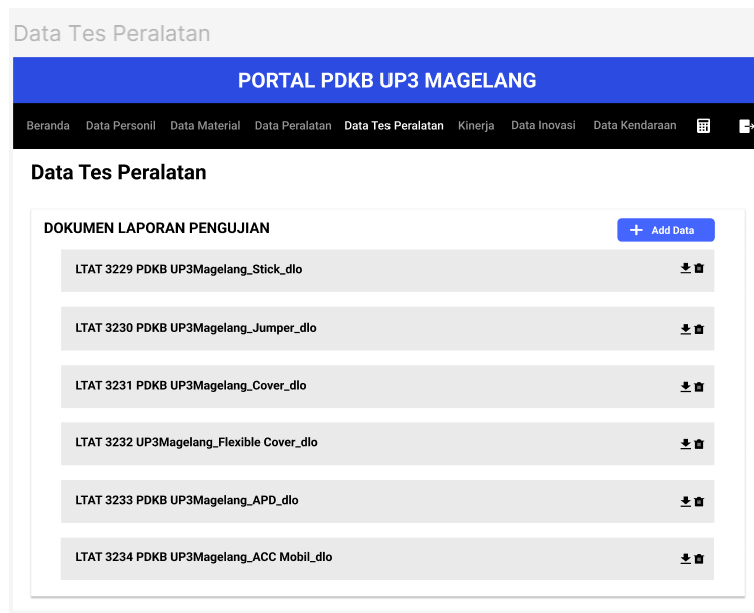 Data Tes Peralatan
PORTAL PDKB UP3 MAGELANG
Beranda Data Personil Data Material Data Peralatan Data Tes Peralatan Kinerja Data Inovasi Data Kendaraan
Data Tes Peralatan
DOKUMEN LAPORAN PENGUJIAN
Add Data
LTAT 3229 PDKB UP3Magelang_Stick_dlo
LTAT 3230 PDKB UP3Magelang_Jumper_dlo
LTAT 3231 PDKB UP3Magelang_Cover_dlo
LTAT 3232 UP3Magelang_Flexible Cover_dlo
LTAT 3233 PDKB UP3Magelang_APD_dlo
LTAT 3234 PDKB UP3Magelang_ACC Mobil_dlo